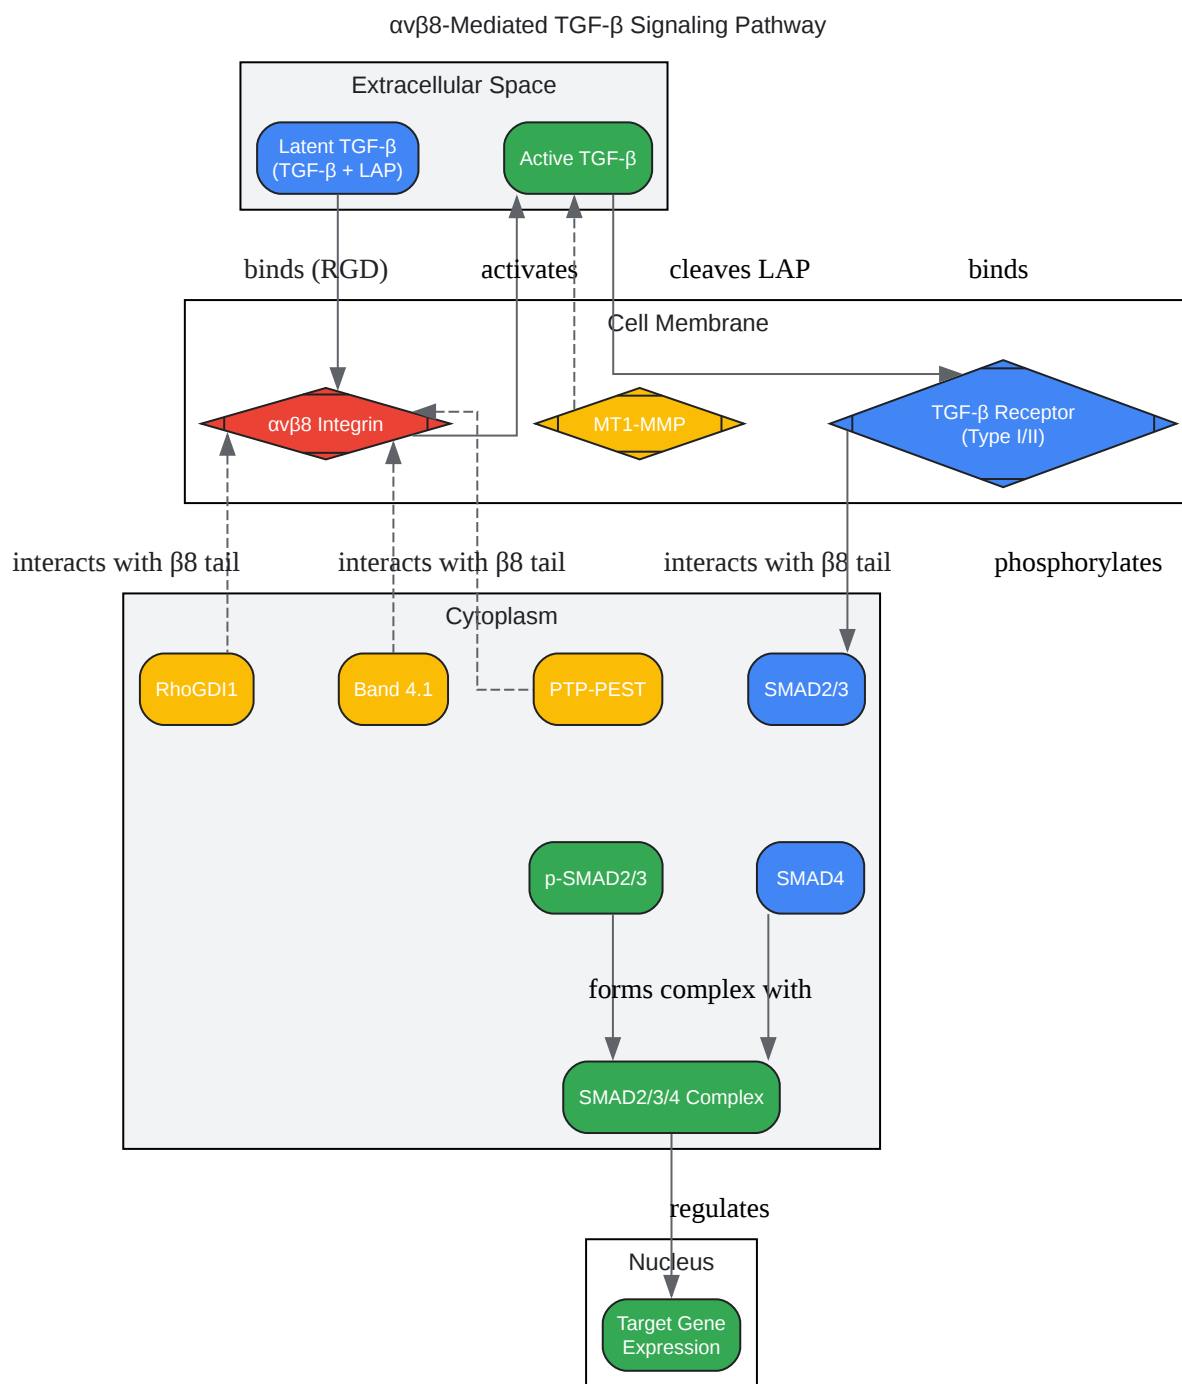 αvβ8-Mediated TGF-β Signaling Pathway
Extracellular Space
Latent TGF-β
(TGF-β + LAP)
Active TGF-β
binds (RGD)
activates
cleaves LAP
binds
Cell Membrane
αvβ8 Integrin
MT1-MMP
TGF-β Receptor
(Type I/II)
interacts with β8 tail
interacts with β8 tail
interacts with β8 tail
phosphorylates
Cytoplasm
RhoGDI1
Band 4.1
PTP-PEST
SMAD2/3
p-SMAD2/3
SMAD4
forms complex with
SMAD2/3/4 Complex
regulates
Nucleus
Target Gene
Expression